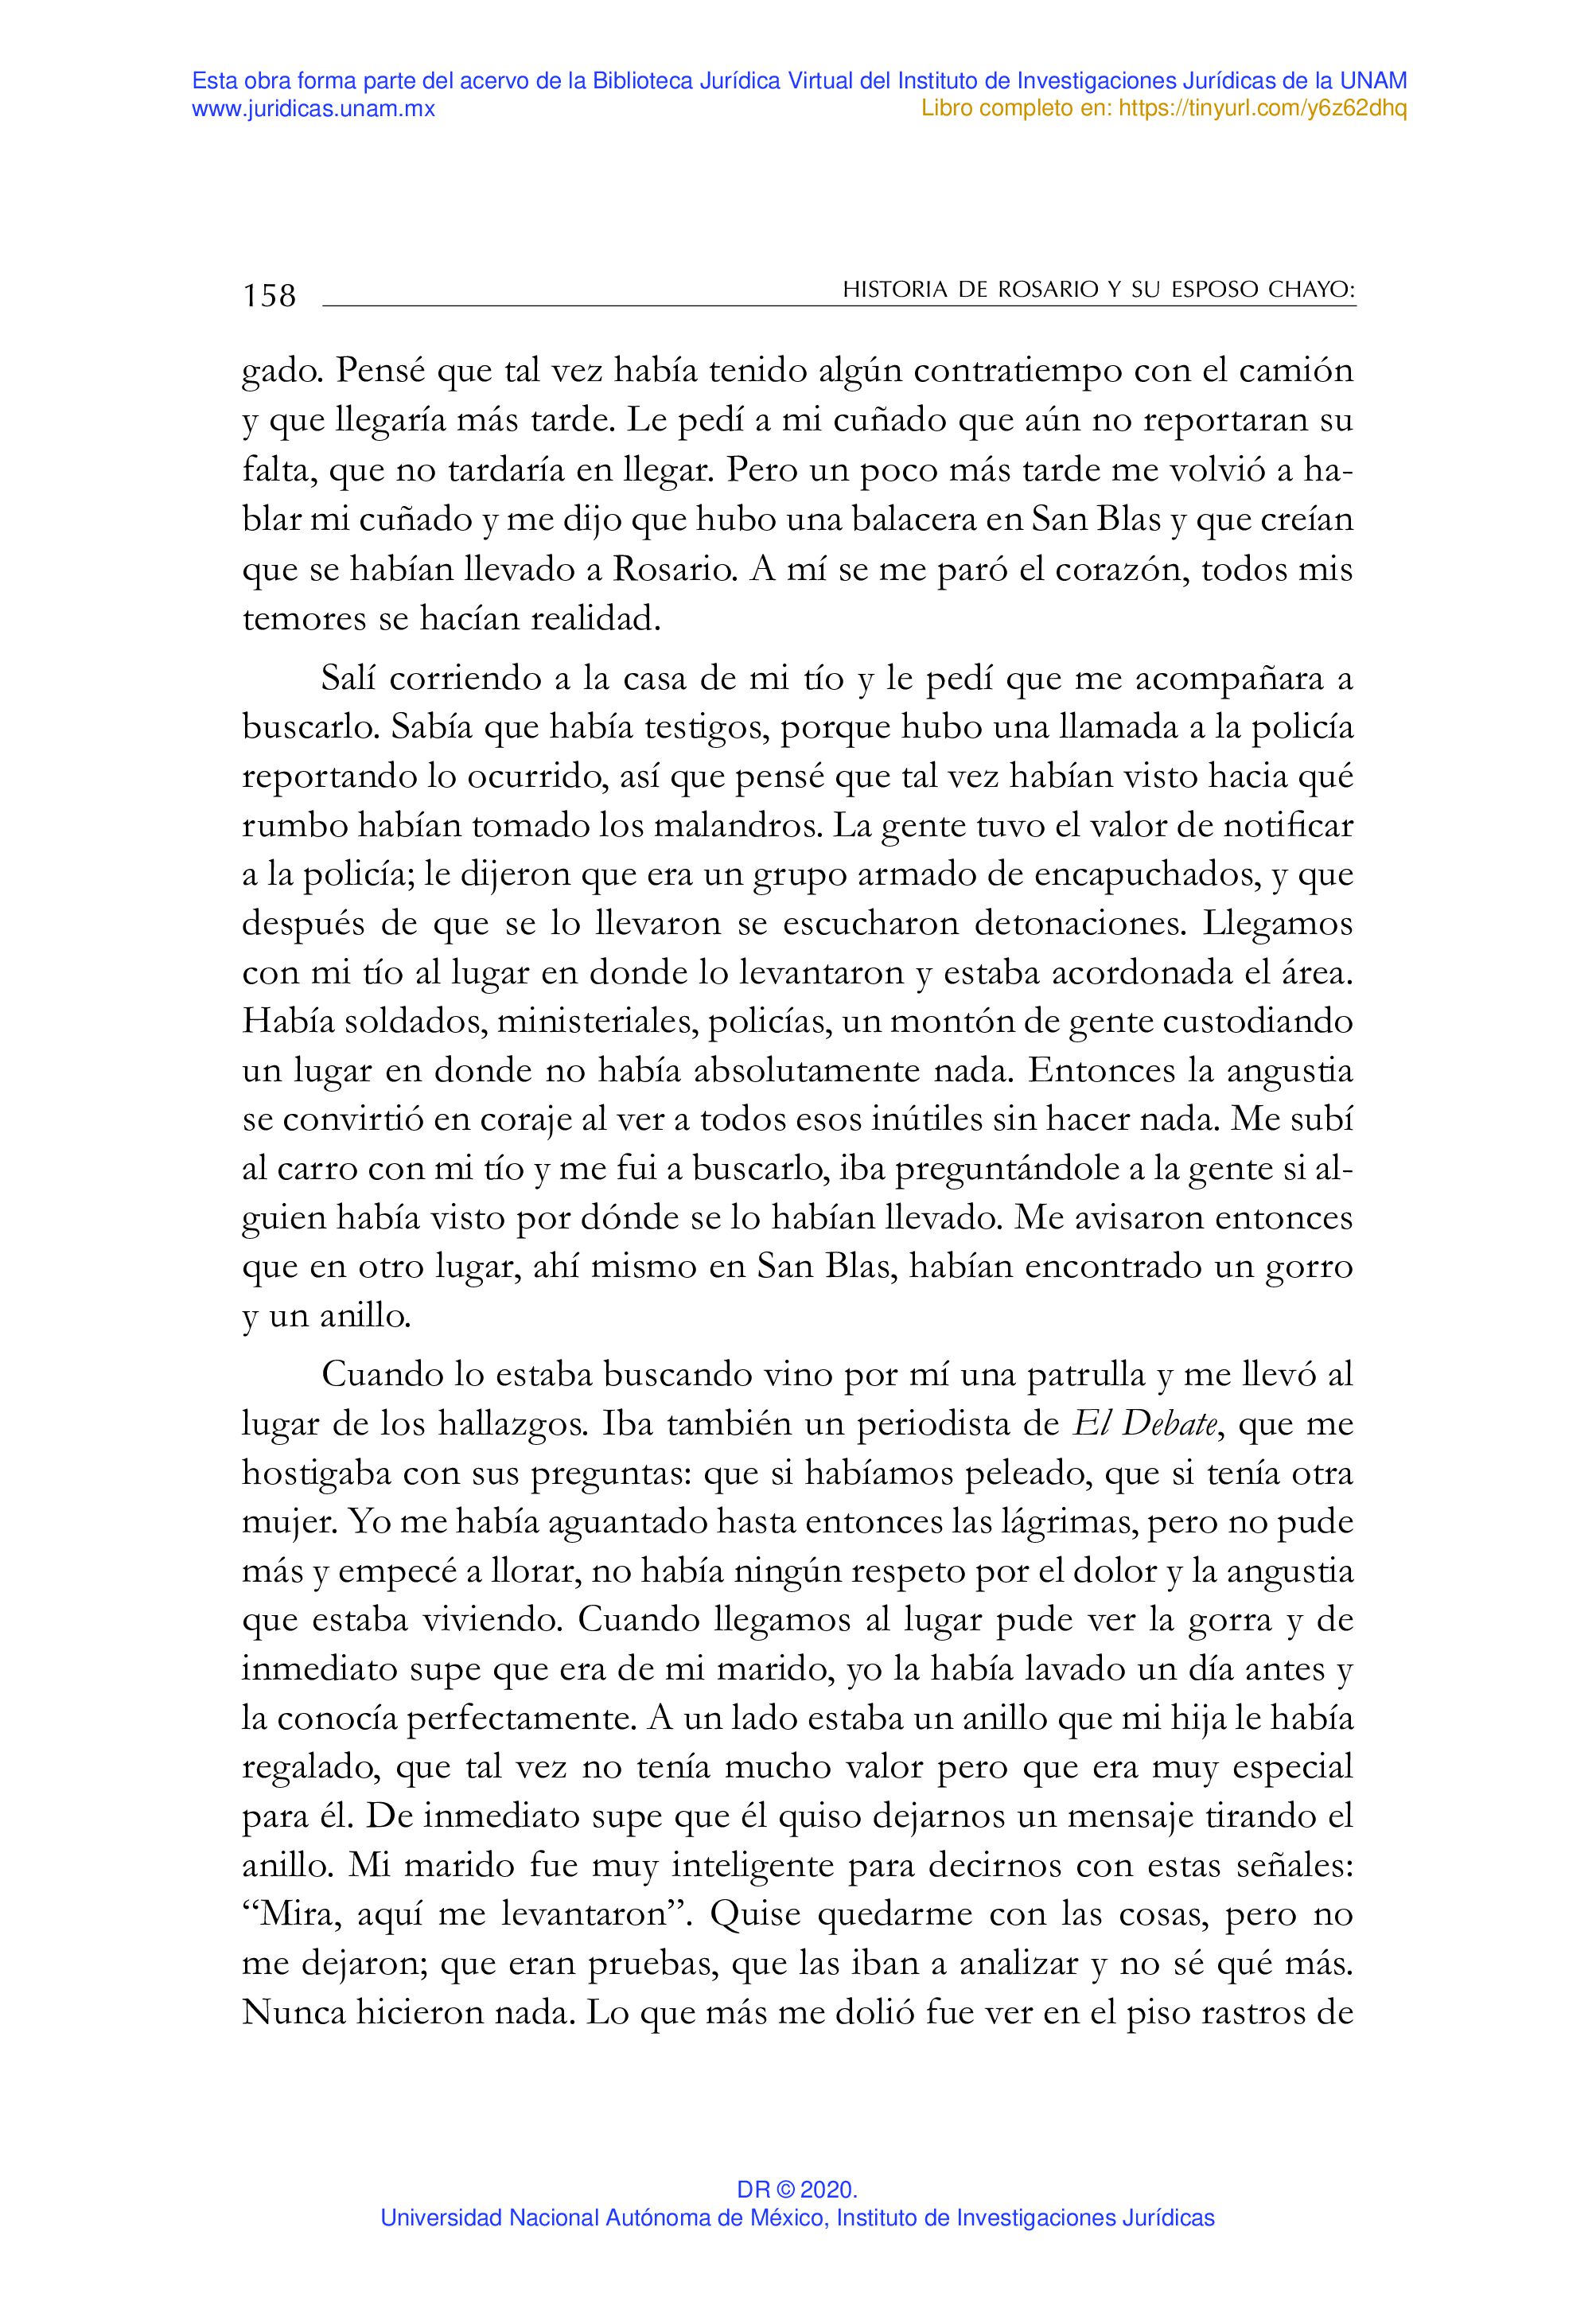 Esta obra forma parte del acervo de la Biblioteca Jurídica Virtual del Instituto de Investigaciones Jurídicas de la UNAM
www.juridicas.unam.mx
Libro completo en: https://tinyurl.com/y6z62dhq
158
HISTORIA DE ROSARIO Y SU ESPOSO CHAYO:
gado. Pensé que tal vez había tenido algún contratiempo con el camión
y que llegaría más tarde. Le pedí a mi cuñado que aún no reportaran su
falta, que no tardaría en llegar. Pero un poco más tarde me volvió a ha-
blar mi cuñado y me dijo que hubo una balacera en San Blas y que creían
que se habían llevado a Rosario. A mí se me paró el corazón, todos mis
temores se hacían realidad.
Salí corriendo a la casa de mi tío y le pedí que me acompañara a
buscarlo. Sabía que había testigos, porque hubo una llamada a la policía
reportando lo ocurrido, así que pensé que tal vez habían visto hacia qué
rumbo habían tomado los malandros. La gente tuvo el valor de notificar
a la policía; le dijeron que era un grupo armado de encapuchados, y que
después de que se lo llevaron se escucharon detonaciones. Llegamos
con mi tío al lugar en donde lo levantaron y estaba acordonada el área.
Había soldados, ministeriales, policías, un montón de gente custodiando
un lugar en donde no había absolutamente nada. Entonces la angustia
se convirtió en coraje al ver a todos esos inútiles sin hacer nada. Me subí
al carro con mi tío y me fui a buscarlo, iba preguntándole a la gente si al-
guien había visto por dónde se lo habían llevado. Me avisaron entonces
que en otro lugar, ahí mismo en San Blas, habían encontrado un gorro
y un anillo.
Cuando lo estaba buscando vino por mí una patrulla y me llevó al
lugar de los hallazgos. Iba también un periodista de El Debate, que me
hostigaba con sus preguntas: que si habíamos peleado, que si tenía otra
mujer. Yo me había aguantado hasta entonces las lágrimas, pero no pude
más y empecé a llorar, no había ningún respeto por el dolor y la angustia
que estaba viviendo. Cuando llegamos al lugar pude ver la gorra y de
inmediato supe que era de mi marido, yo la había lavado un día antes y
la conocía perfectamente. A un lado estaba un anillo que mi hija le había
regalado, que tal vez no tenía mucho valor pero que era muy especial
para él. De inmediato supe que él quiso dejarnos un mensaje tirando el
anillo. Mi marido fue muy inteligente para decirnos con estas señales:
“Mira, aquí me levantaron”. Quise quedarme con las cosas, pero no
me dejaron; que eran pruebas, que las iban a analizar y no sé qué más.
Nunca hicieron nada. Lo que más me dolió fue ver en el piso rastros de
DR © 2020.
Universidad Nacional Autónoma de México, Instituto de Investigaciones Jurídicas